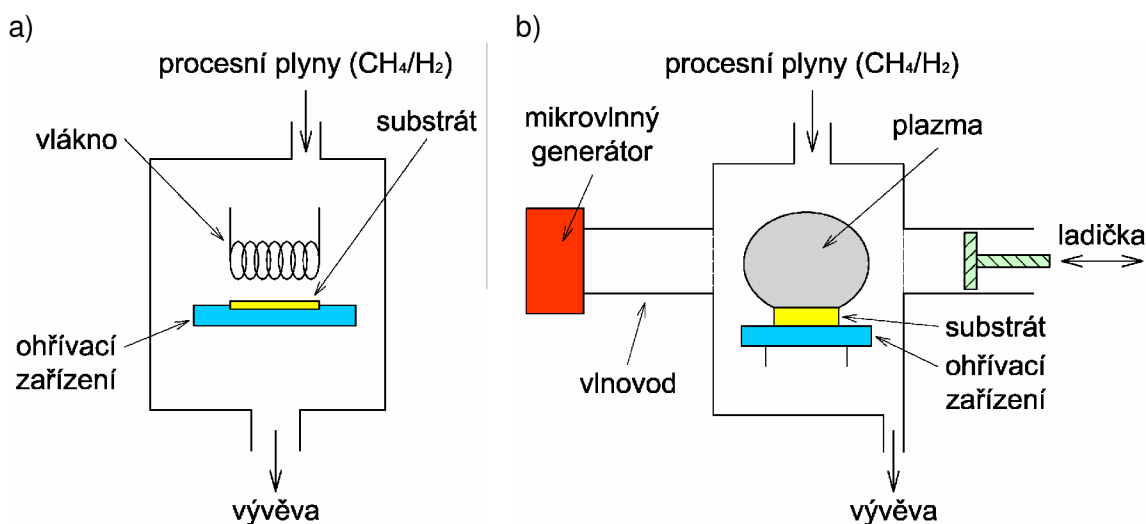 a)
procesní plyny (CH₄/H₂)
vlákno
substrát
ohřívací
zařízení
vývěva
b)
procesní plyny (CH₄/H₂)
mikrovlnný
generátor
plazma
ladička
substrát
ohřívací
zařízení
vlnovod
vývěva